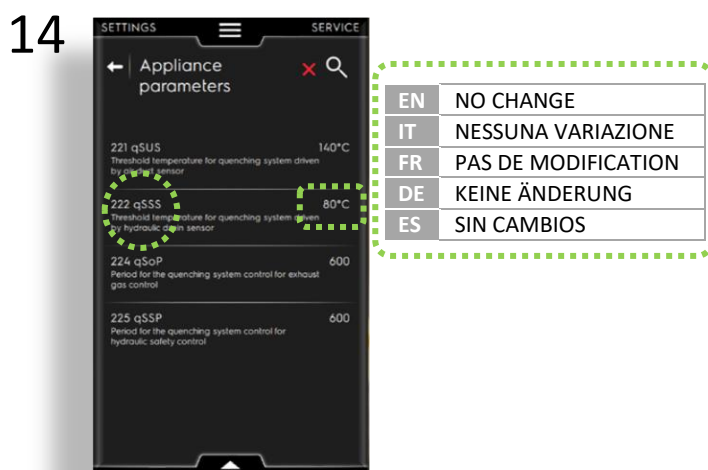 14
SETTINGS SERVICE
Appliance
parameters
221 qSUS 140°C
Threshold temperature for quenching system driven
by air duct sensor
222 qSSS 80°C
Threshold temperature for quenching system driven
by hydraulic drain sensor
224 qSoP 600
Period for the quenching system control for exhaust
gas control
225 qSSP 600
Period for the quenching system control for
hydraulic safety control
EN NO CHANGE
IT NESSUNA VARIAZIONE
FR PAS DE MODIFICATION
DE KEINE ÄNDERUNG
ES SIN CAMBIOS